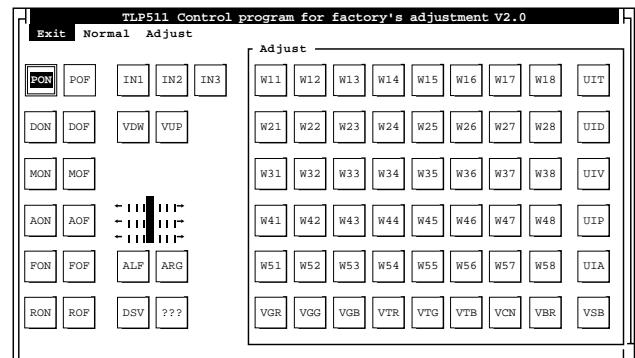 TLP511 Control program for factory's adjustment V2.0
Exit Normal Adjust
Adjust
PON POF IN1 IN2 IN3 W11 W12 W13 W14 W15 W16 W17 W18 UIT
DON DOF VDW VUP W21 W22 W23 W24 W25 W26 W27 W28 UID
MON MOF W31 W32 W33 W34 W35 W36 W37 W38 UIV
AON AOF W41 W42 W43 W44 W45 W46 W47 W48 UIP
FON FOF ALF ARG W51 W52 W53 W54 W55 W56 W57 W58 UIA
RON ROF DSV ??? VGR VGG VGB VTR VTG VTB VCN VBR VSB